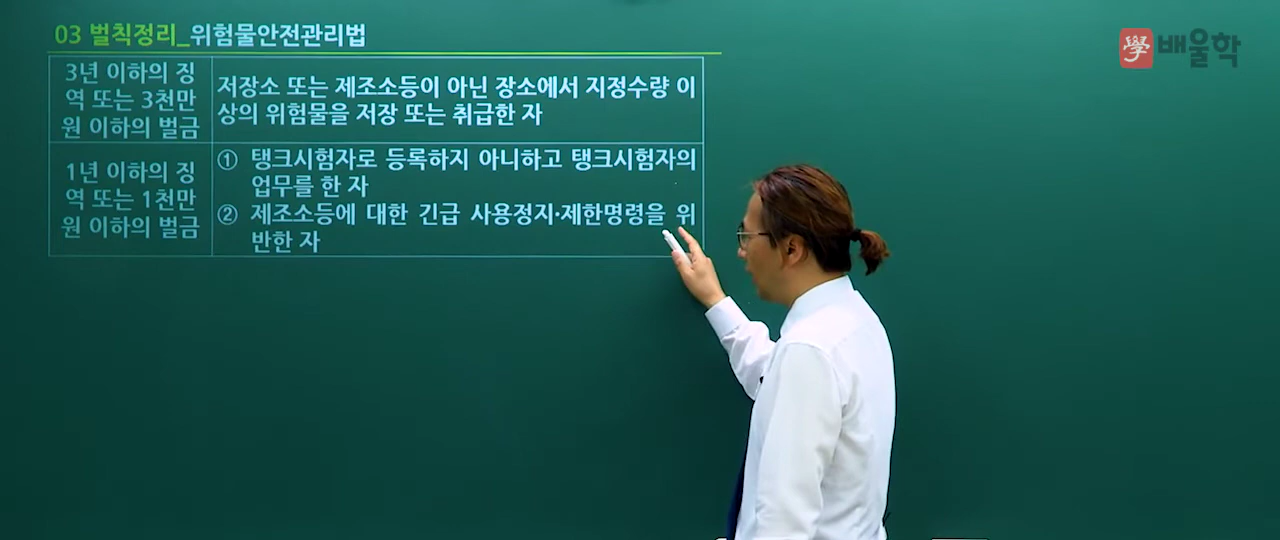 03 벌칙정리_위험물안전관리법
學 배울학
3년 이하의 징
역 또는 3천만
원 이하의 벌금
저장소 또는 제조소등이 아닌 장소에서 지정수량 이
상의 위험물을 저장 또는 취급한 자
1년 이하의 징
역 또는 1천만
원 이하의 벌금
① 탱크시험자로 등록하지 아니하고 탱크시험자의
업무를 한 자
② 제조소등에 대한 긴급 사용정지·제한명령을 위
반한 자